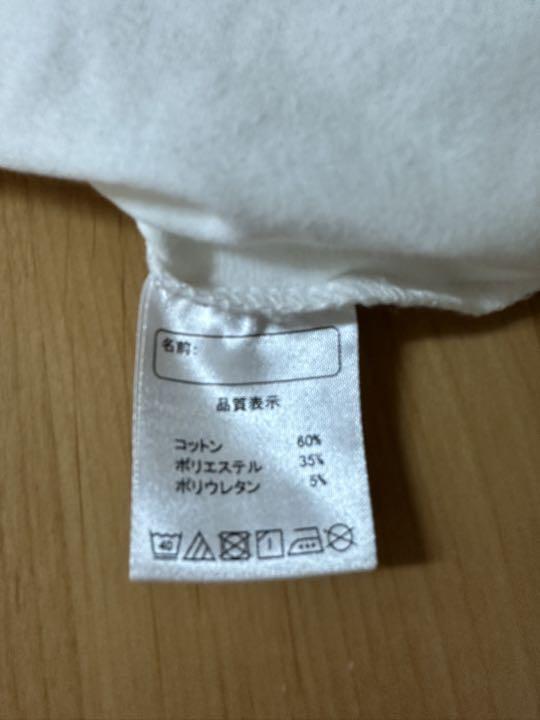 名前:
品質表示
コットン 60%
ポリエステル 35%
ポリウレタン 5%
40